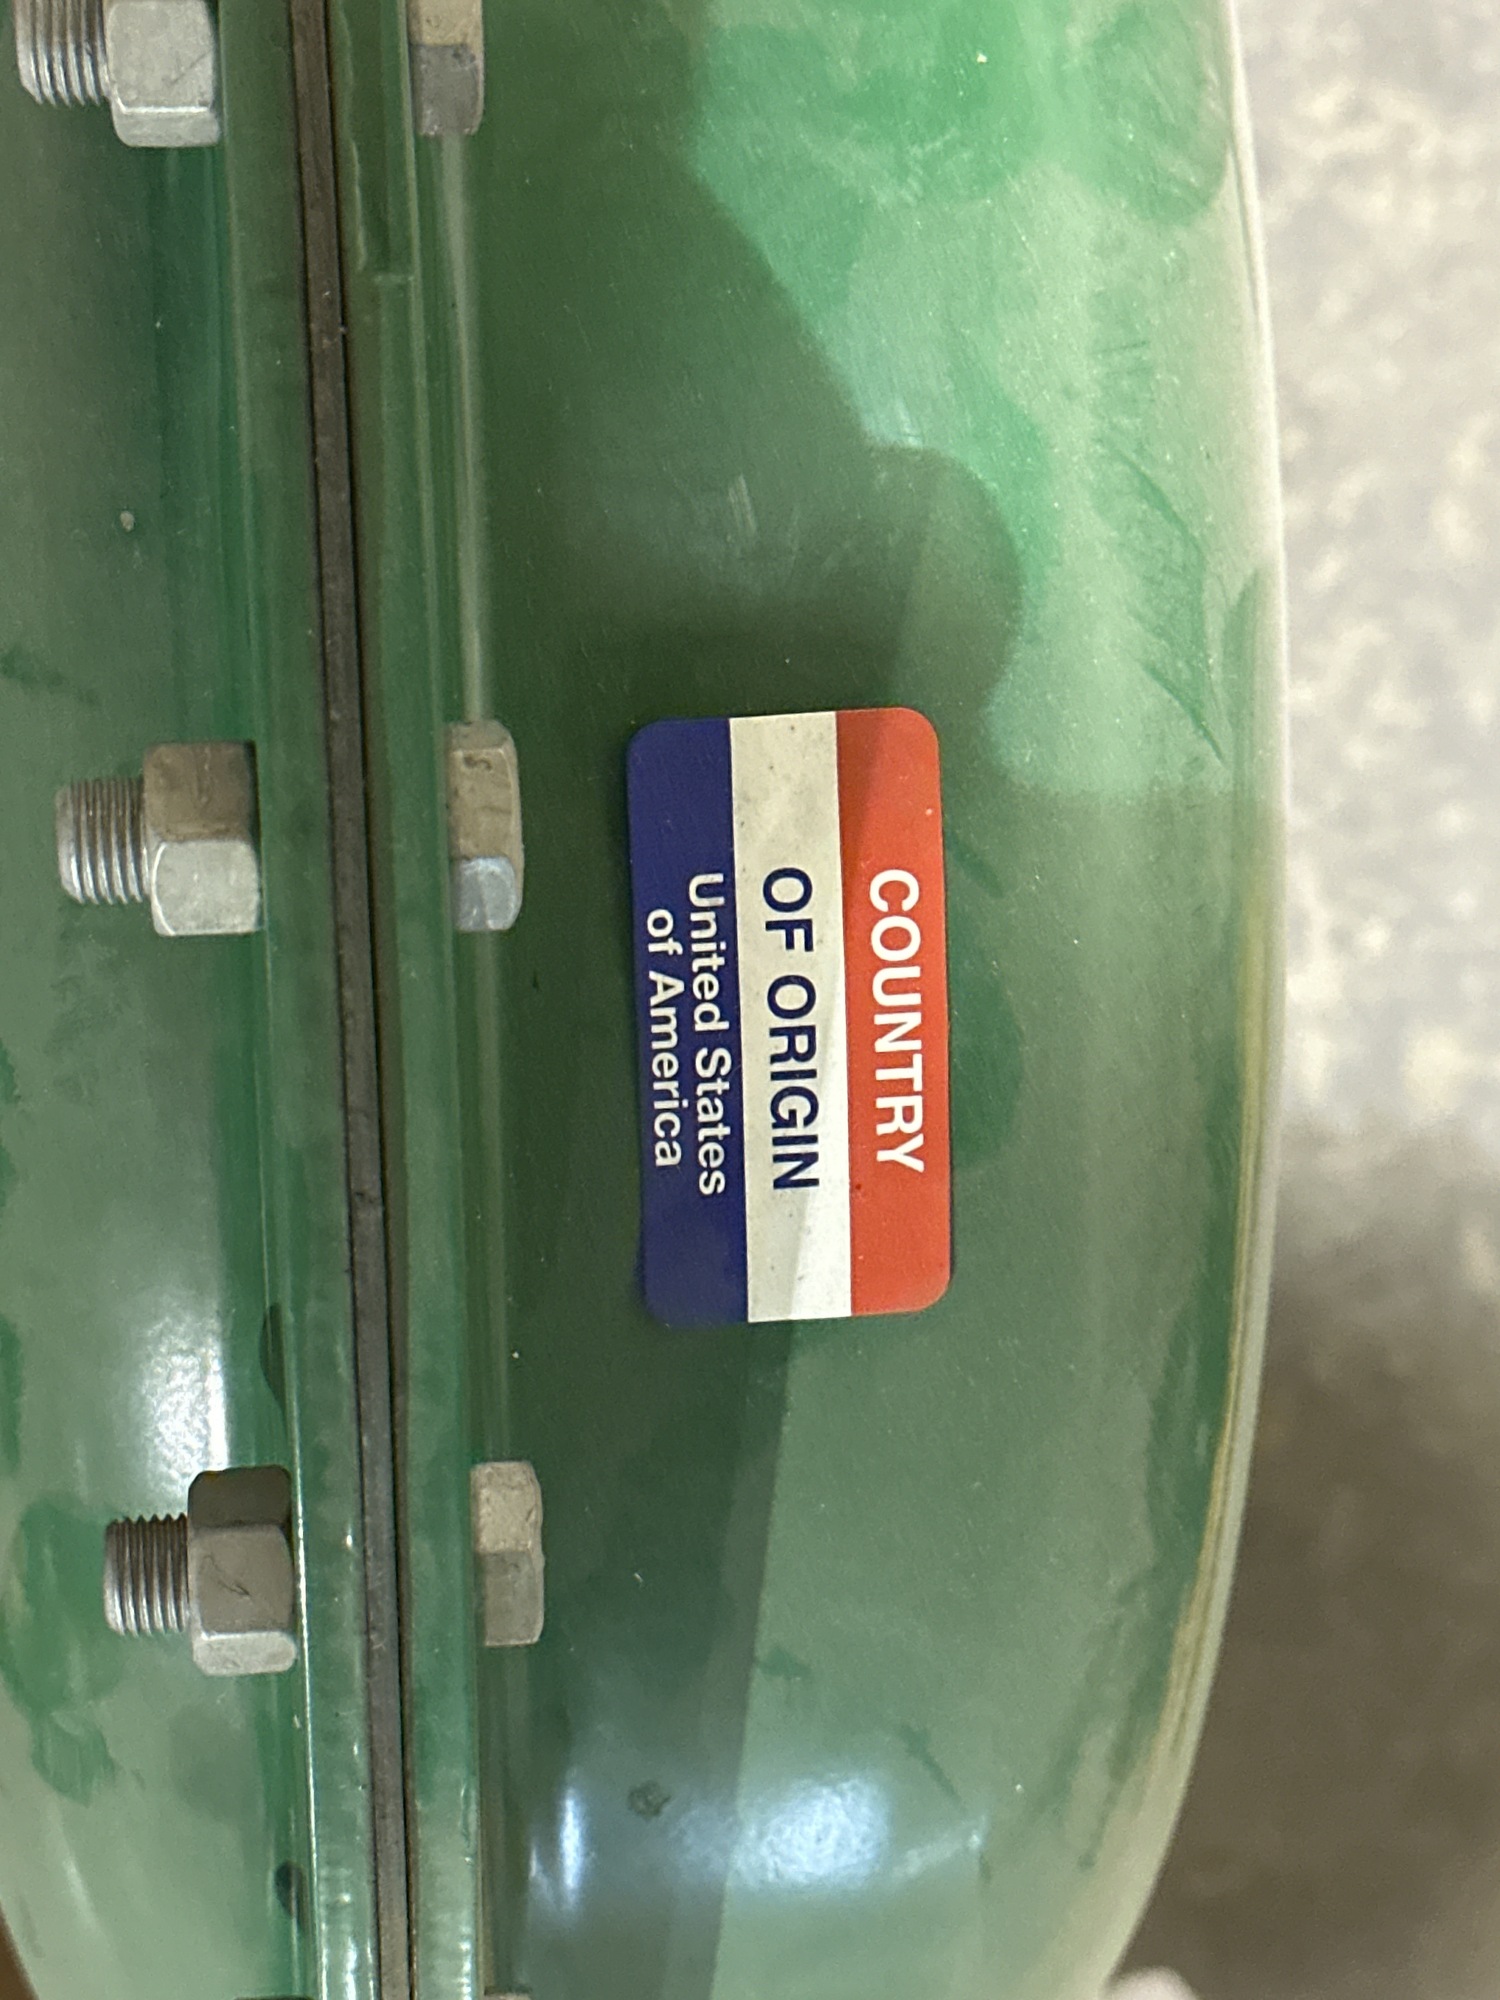 COUNTRY
OF ORIGIN
United States
of America